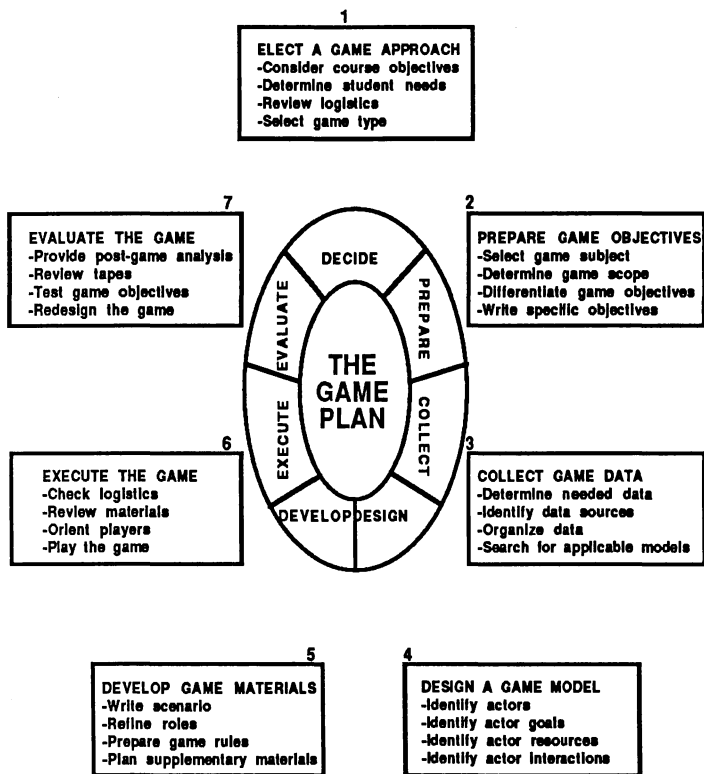 1
ELECT A GAME APPROACH
-Consider course objectives
-Determine student needs
-Review logistics
-Select game type
7
EVALUATE THE GAME
-Provide post-game analysis
-Review tapes
-Test game objectives
-Redesign the game
2
PREPARE GAME OBJECTIVES
-Select game subject
-Determine game scope
-Differentiate game objectives
-Write specific objectives
DECIDE
PREPARE
COLLECT
DESIGN
DEVELOP
EXECUTE
EVALUATE
THE
GAME
PLAN
6
EXECUTE THE GAME
-Check logistics
-Review materials
-Orient players
-Play the game
3
COLLECT GAME DATA
-Determine needed data
-Identify data sources
-Organize data
-Search for applicable models
5
DEVELOP GAME MATERIALS
-Write scenario
-Refine roles
-Prepare game rules
-Plan supplementary materials
4
DESIGN A GAME MODEL
-Identify actors
-Identify actor goals
-Identify actor resources
-Identify actor interactions